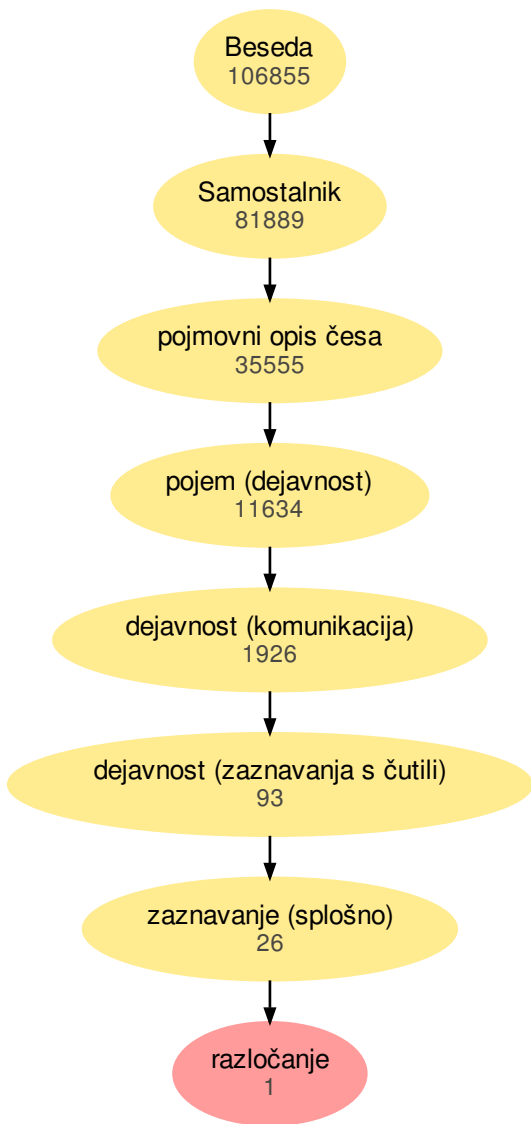 Beseda
106855
Samostalnik
81889
pojmovni opis česa
35555
pojem (dejavnost)
11634
dejavnost (komunikacija)
1926
dejavnost (zaznavanja s čutili)
93
zaznavanje (splošno)
26
razločanje
1